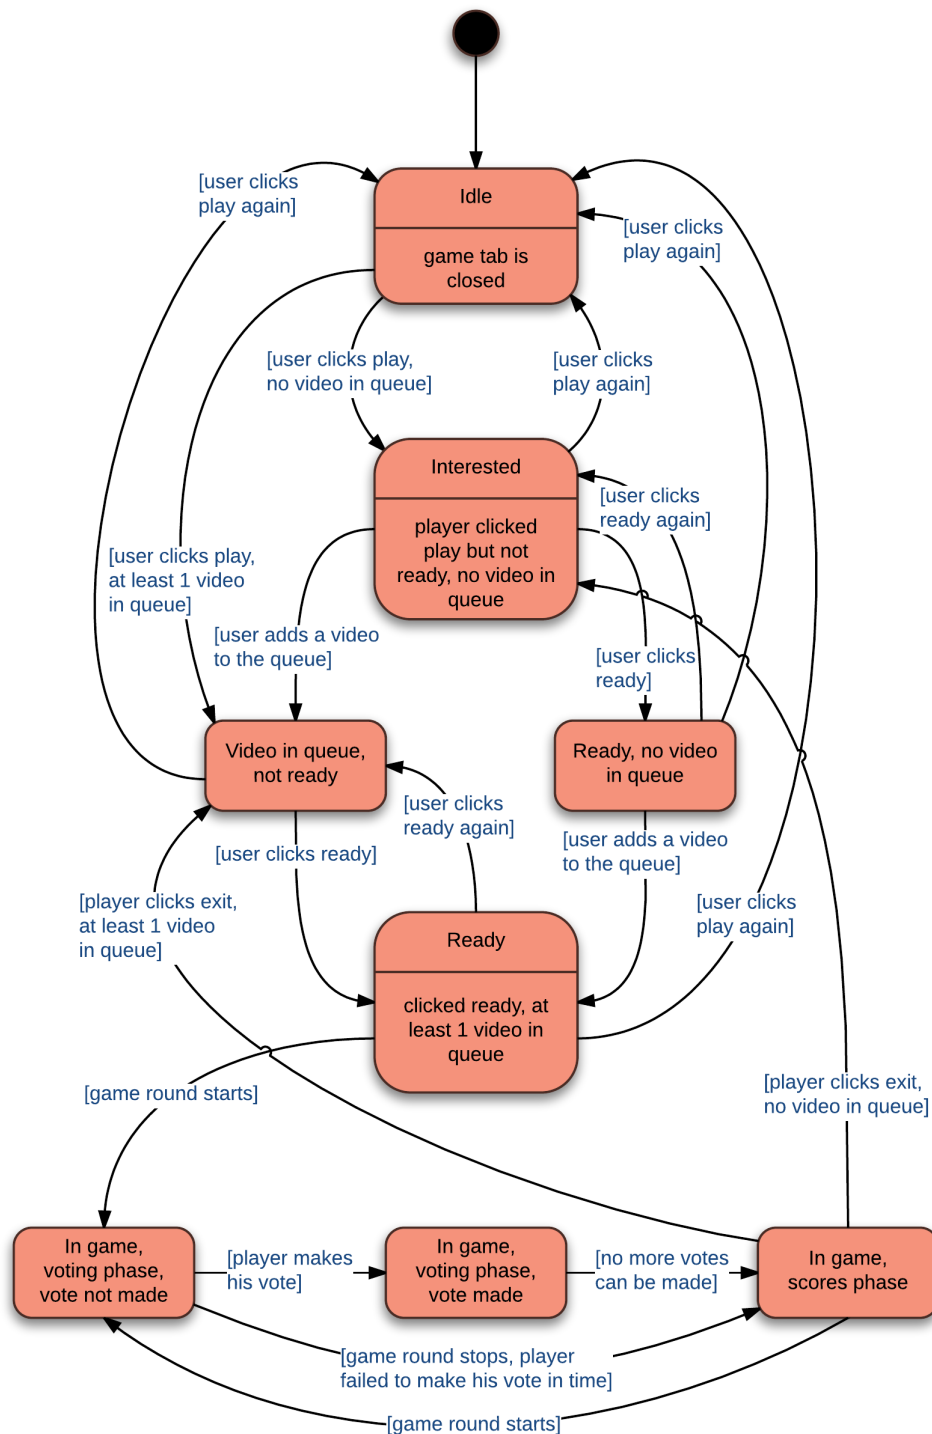 [user clicks
play again]
Idle
game tab is
closed
[user clicks
play again]
[user clicks play,
no video in queue]
[user clicks
play again]
Interested
player clicked
play but not
ready, no video in
queue
[user clicks
ready again]
[user clicks play,
at least 1 video
in queue]
[user adds a video
to the queue]
[user clicks
ready]
Video in queue,
not ready
Ready, no video
in queue
[user clicks
ready again]
[user clicks ready]
[user adds a video
to the queue]
[player clicks exit,
at least 1 video
in queue]
[user clicks
play again]
Ready
clicked ready, at
least 1 video in
queue
[game round starts]
[player clicks exit,
no video in queue]
In game,
voting phase,
vote not made
[player makes
his vote]
In game,
voting phase,
vote made
[no more votes
can be made]
In game,
scores phase
[game round stops, player
failed to make his vote in time]
[game round starts]